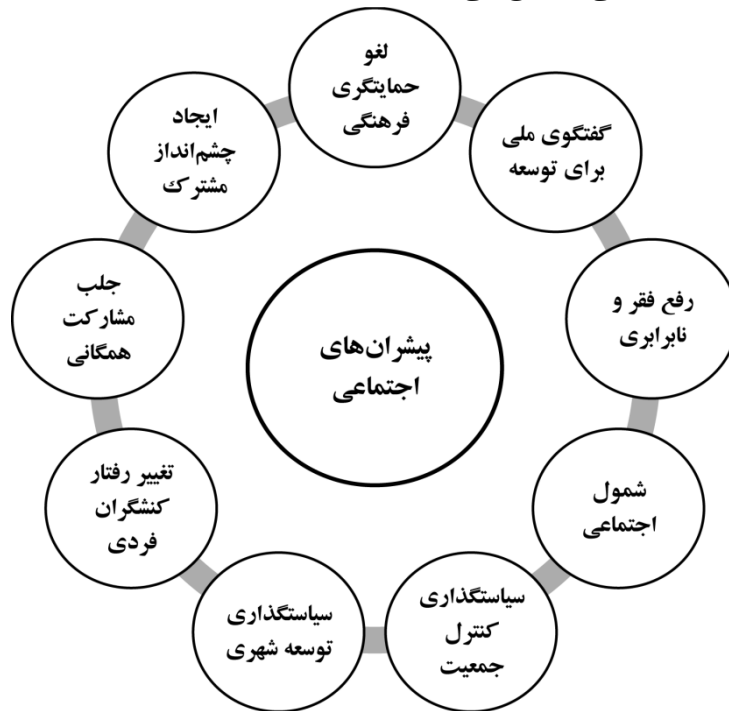 لغو
حمایتگری
فرهنگی
گفتگوی ملی
برای توسعه
رفع فقر و
نابرابری
شمول
اجتماعی
سیاستگذاری
کنترل
جمعیت
سیاستگذاری
توسعه شهری
تغییر رفتار
کنشگران
فردی
جلب
مشارکت
همگانی
ایجاد
چشم‌انداز
مشترک
پیشران‌های
اجتماعی